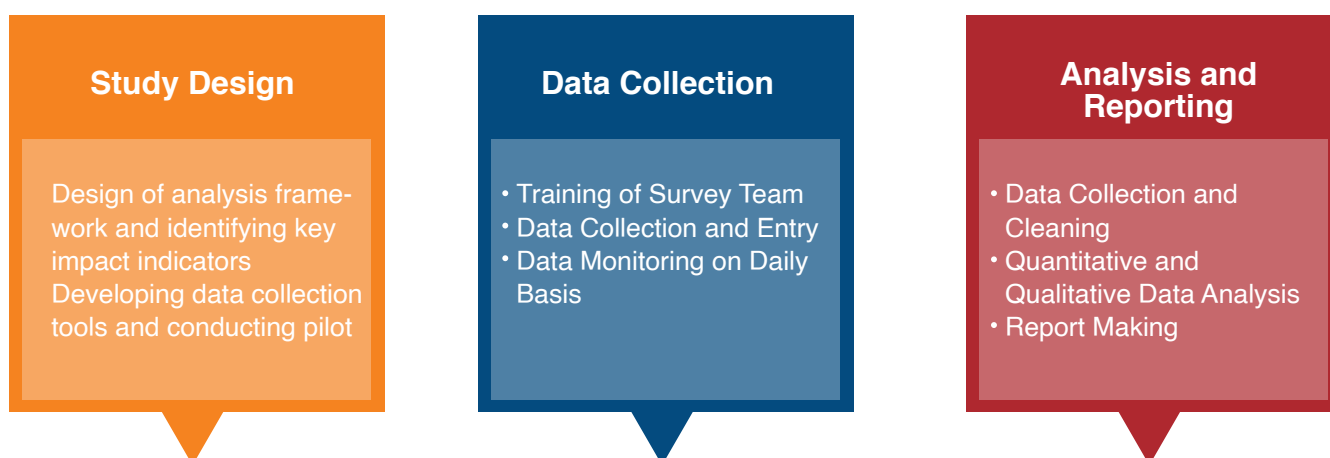 Study Design
Design of analysis frame-
work and identifying key
impact indicators
Developing data collection
tools and conducting pilot
Data Collection
• Training of Survey Team
• Data Collection and Entry
• Data Monitoring on Daily
Basis
Analysis and
Reporting
• Data Collection and
Cleaning
• Quantitative and
Qualitative Data Analysis
• Report Making